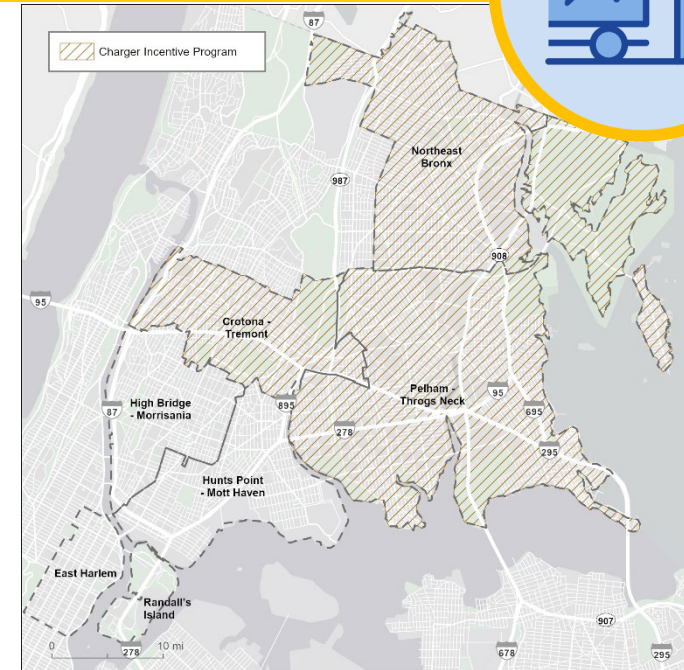 87
Charger Incentive Program
Northeast
Bronx
987
908
95
Crotona -
Tremont
Pelham -
Throgs Neck
95
High Bridge
- Morrisania
87
895
278
695
295
Hunts Point
- Mott Haven
East Harlem
Randall's
Island
0 10 mi
278
678
907
295